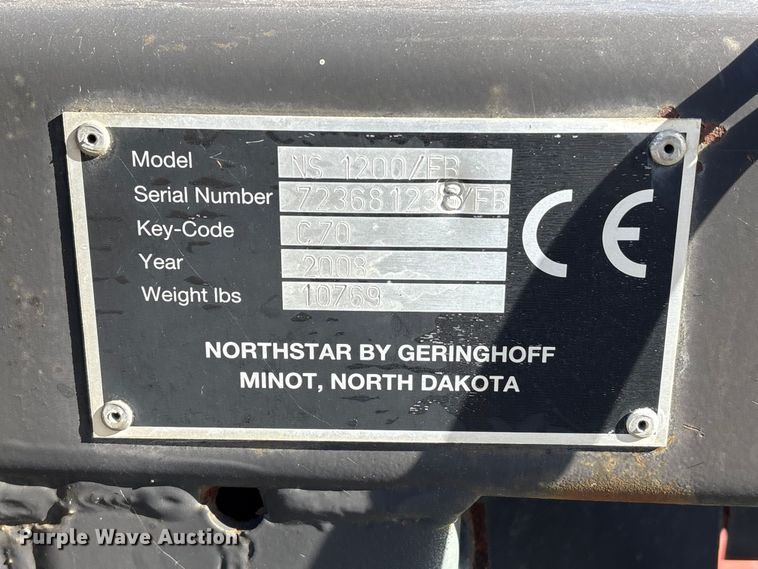 Model NS 1200/FB
Serial Number 723681238/FB
Key-Code C70
Year 2008
Weight lbs 10769
CE
NORTHSTAR BY GERINGHOFF
MINOT, NORTH DAKOTA
Purple Wave Auction